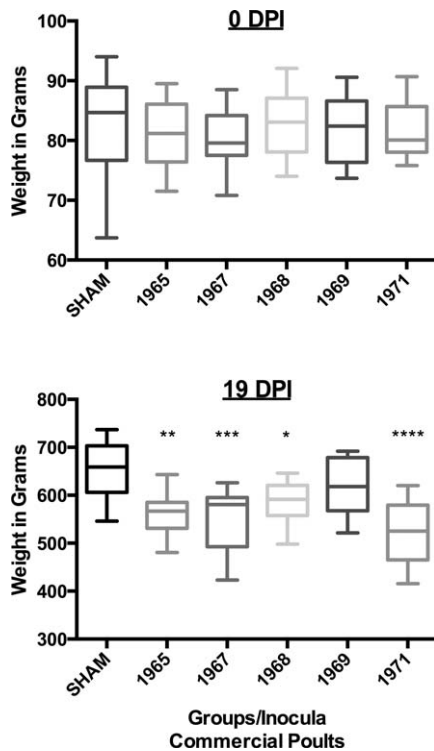 0 DPI
Weight in Grams
100
90
80
70
60
SHAM
1965
1967
1968
1969
1971
19 DPI
Weight in Grams
800
700
600
500
400
300
** *** * ****
SHAM
1965
1967
1968
1969
1971
Groups/Inocula
Commercial Poults